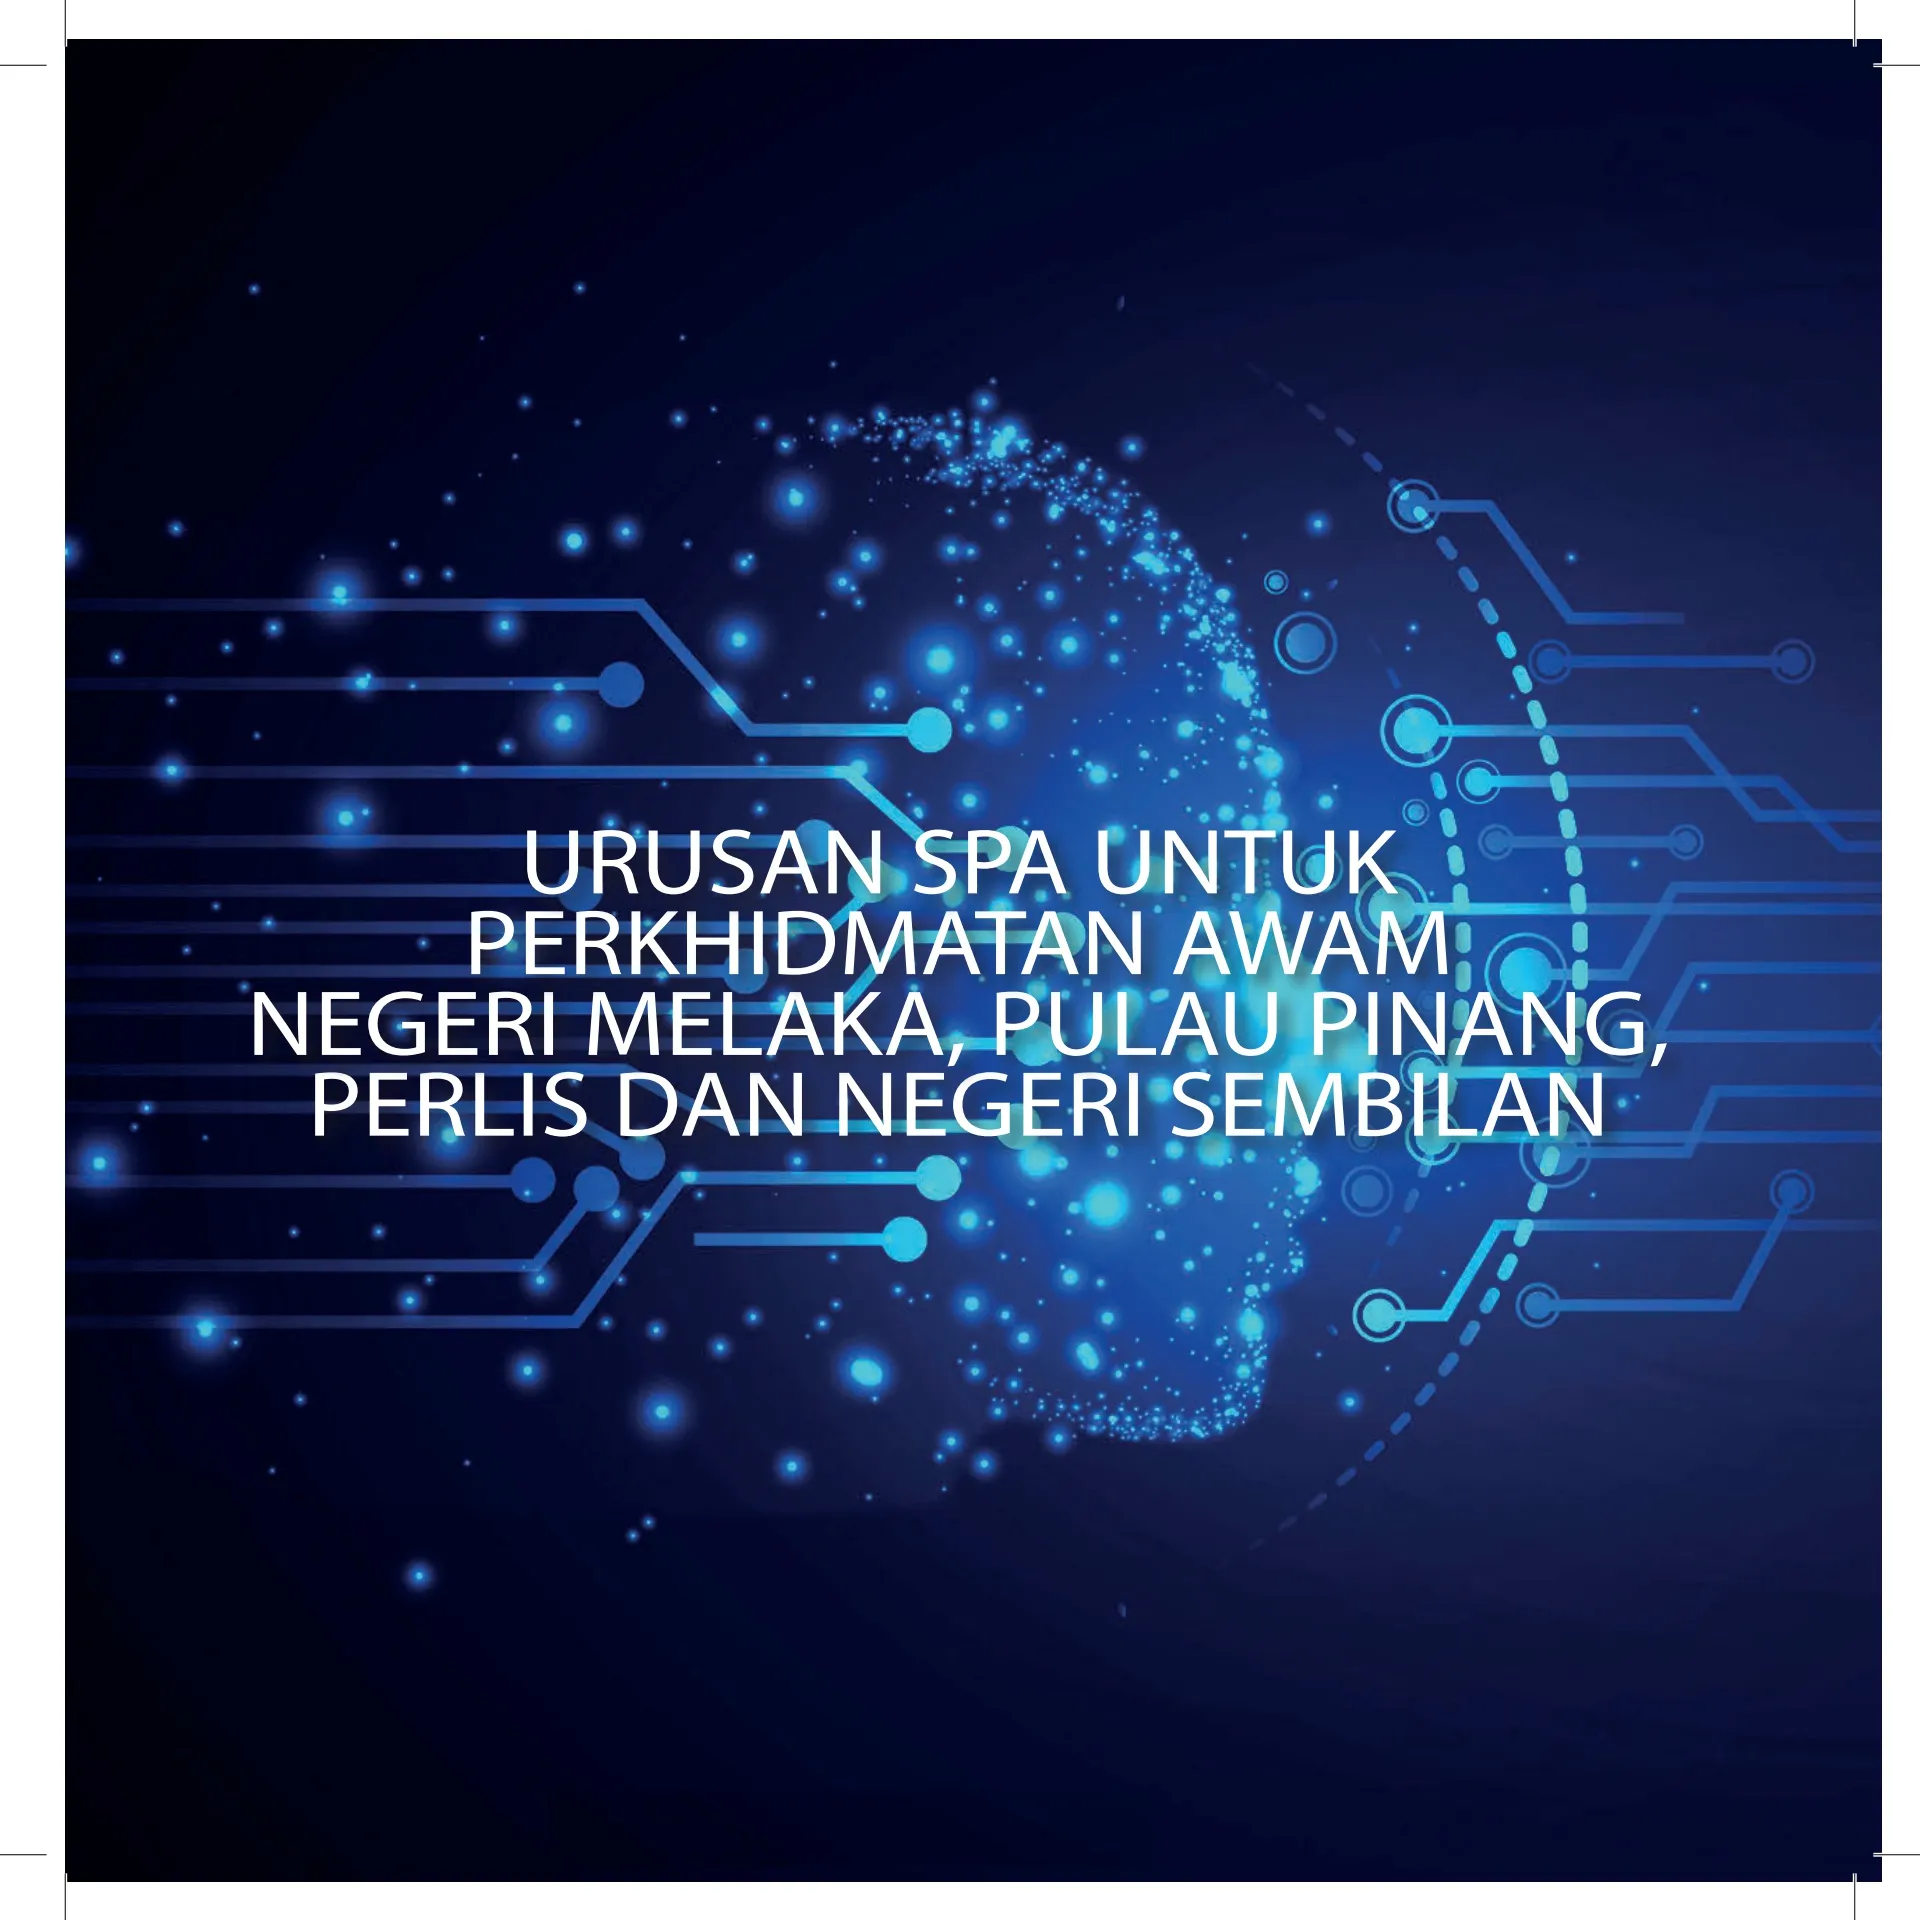 URUSAN SPA UNTUK
PERKHIDMATAN AWAM
NEGERI MELAKA, PULAU PINANG,
PERLIS DAN NEGERI SEMBILAN